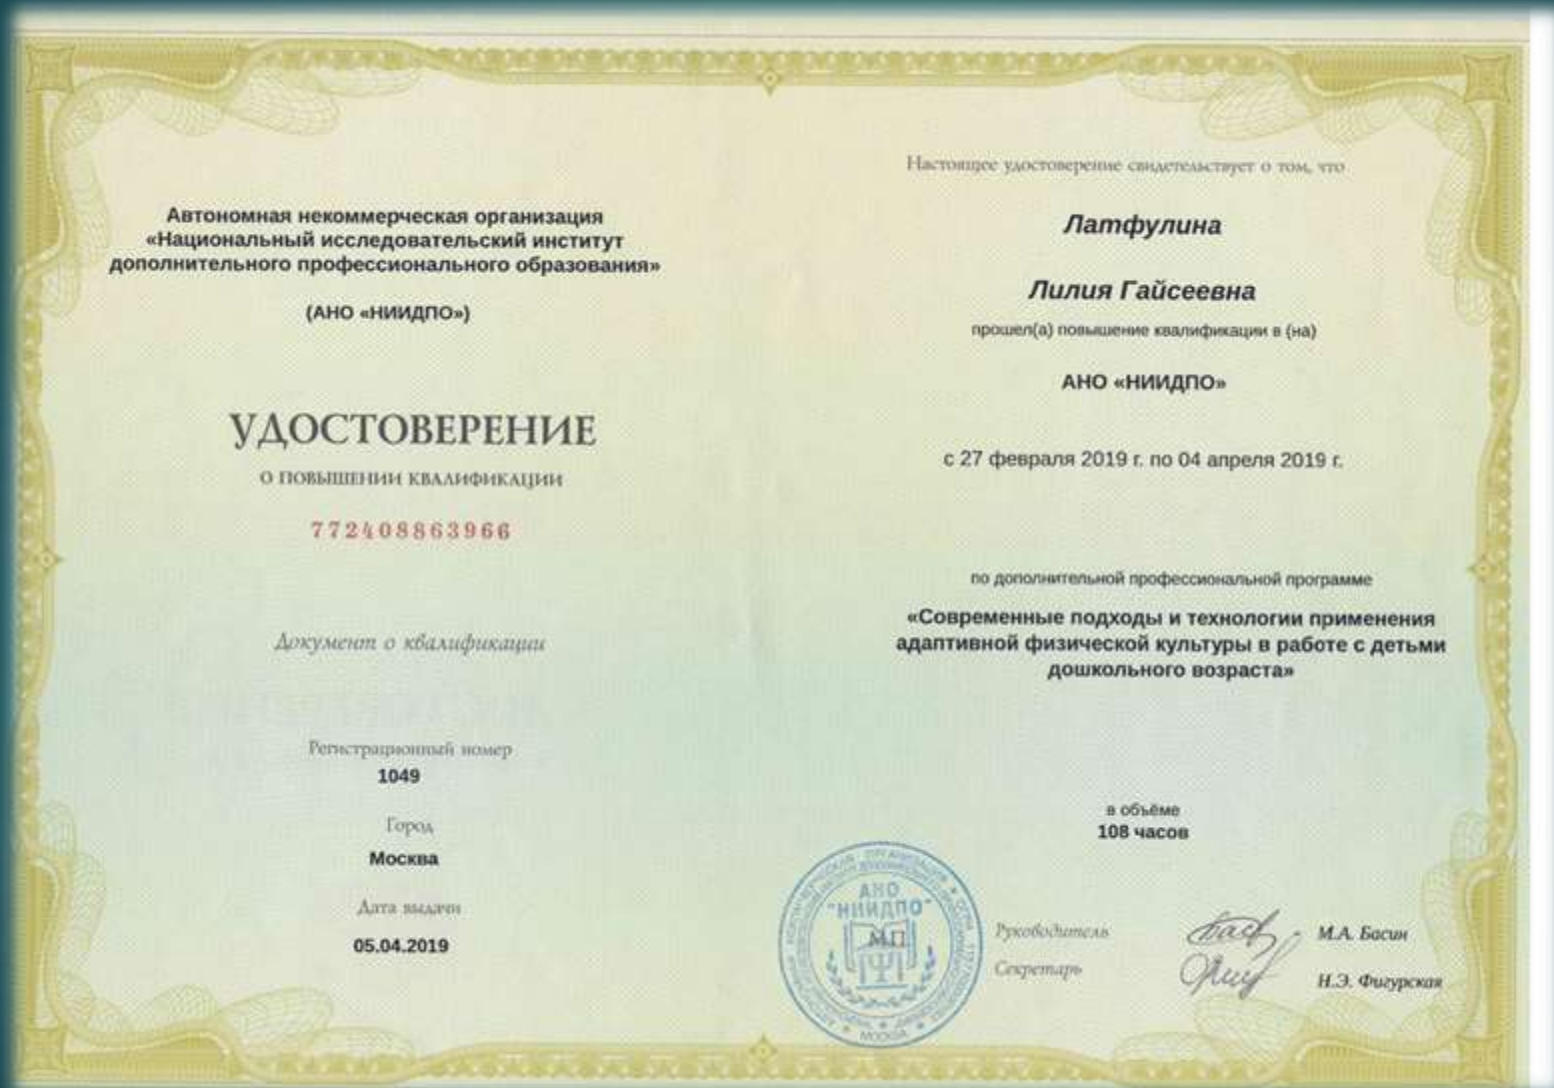 Автономная некоммерческая организация
«Национальный исследовательский институт
дополнительного профессионального образования»
(АНО «НИИДПО»)
УДОСТОВЕРЕНИЕ
О ПОВЫШЕНИИ КВАЛИФИКАЦИИ
772408863966
Документ о квалификации
Регистрационный номер
1049
Город
Москва
Дата выдачи
05.04.2019
Настоящее удостоверение свидетельствует о том, что
Латфулина
Лилия Гайсеевна
прошел(а) повышение квалификации в (на)
АНО «НИИДПО»
с 27 февраля 2019 г. по 04 апреля 2019 г.
по дополнительной профессиональной программе
«Современные подходы и технологии применения
адаптивной физической культуры в работе с детьми
дошкольного возраста»
в объёме
108 часов
АНО
"НИИДПО"
МП
МОСКВА
Руководитель
М.А. Басин
Секретарь
Н.Э. Фигурская